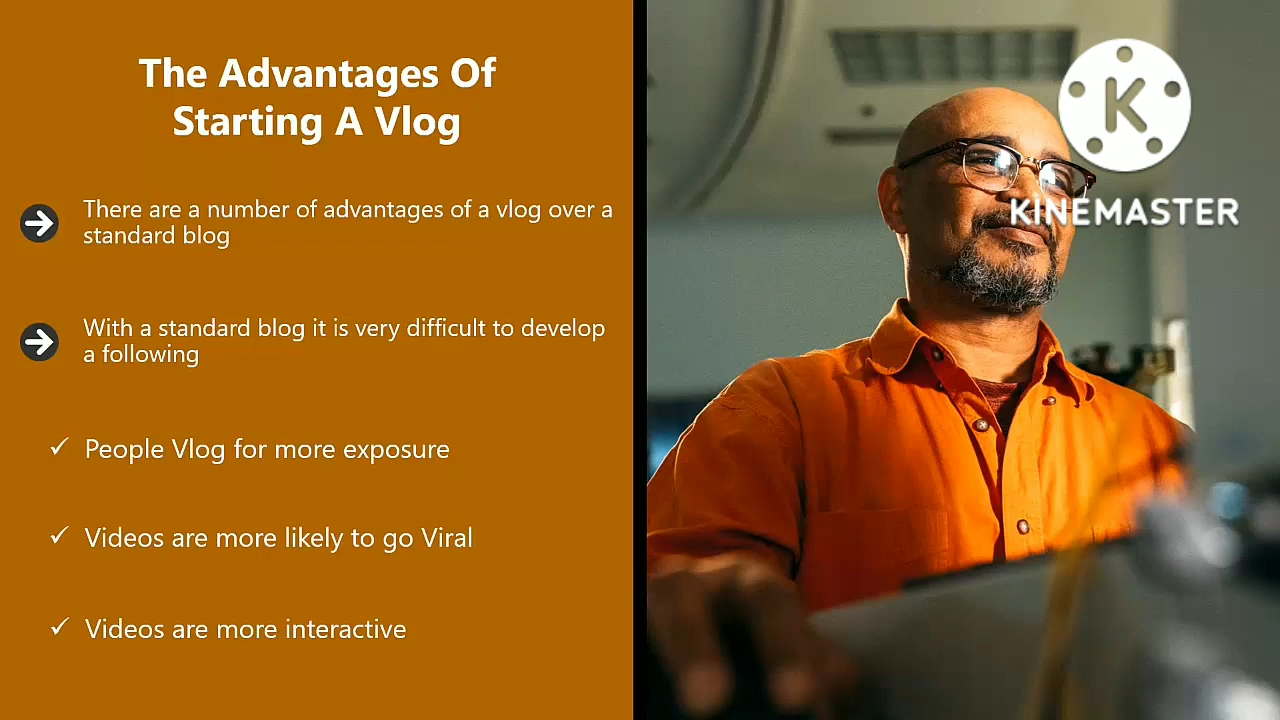 The Advantages Of
Starting A Vlog
There are a number of advantages of a vlog over a
standard blog
With a standard blog it is very difficult to develop
a following
People Vlog for more exposure
Videos are more likely to go Viral
Videos are more interactive
K
KINEMASTER